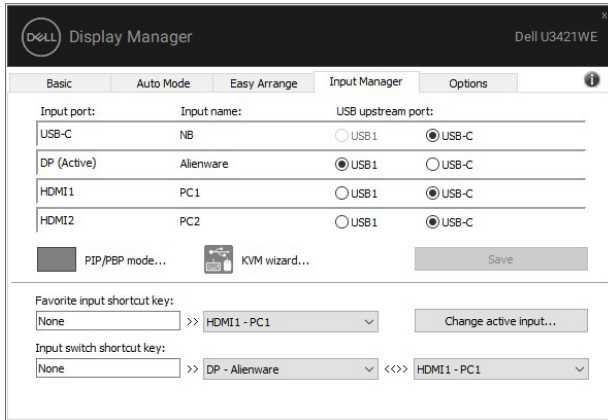 DELL Display Manager Dell U3421WE
Basic Auto Mode Easy Arrange Input Manager Options
Input port: Input name: USB upstream port:
USB-C NB USB1 USB-C
DP (Active) Alienware USB1 USB-C
HDMI1 PC1 USB1 USB-C
HDMI2 PC2 USB1 USB-C
PIP/PBP mode... KVM wizard... Save
Favorite input shortcut key:
None >> HDMI1 - PC1 Change active input...
Input switch shortcut key:
None >> DP - Alienware <<>> HDMI1 - PC1